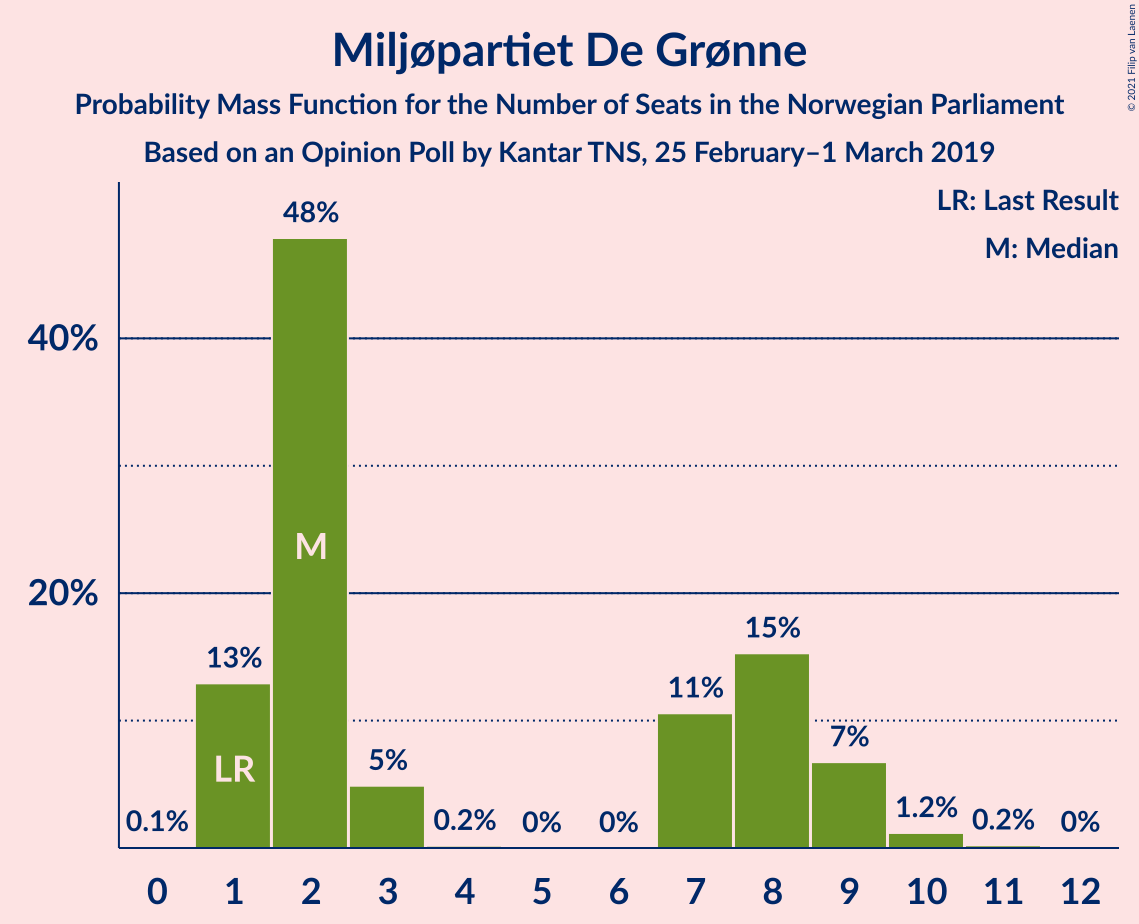 Miljøpartiet De Grønne
Probability Mass Function for the Number of Seats in the Norwegian Parliament
Based on an Opinion Poll by Kantar TNS, 25 February–1 March 2019
© 2021 Filip van Laenen
LR: Last Result
M: Median
48%
40%
M
20%
15%
13%
11%
7%
LR
5%
0.1%
0.2%
0%
0%
1.2%
0.2%
0%
0 1 2 3 4 5 6 7 8 9 10 11 12